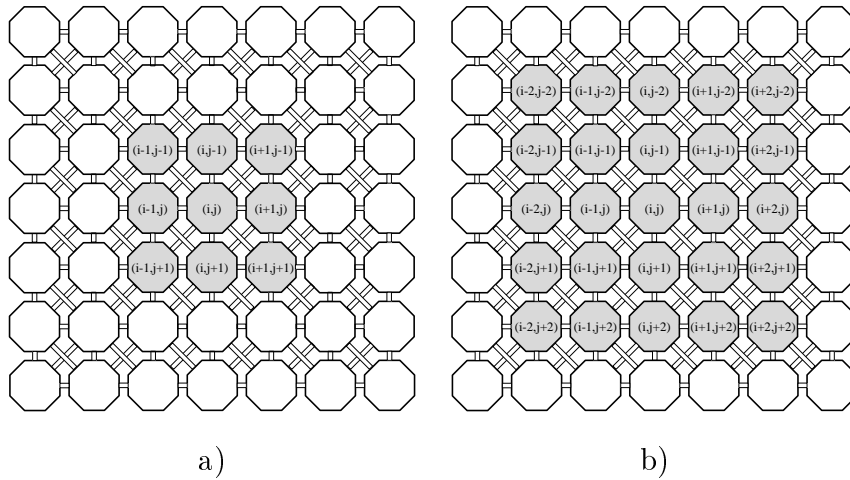 (i-2,j-2) (i-1,j-2) (i,j-2) (i+1,j-2) (i+2,j-2)
(i-1,j-1) (i,j-1) (i+1,j-1) (i-2,j-1) (i-1,j-1) (i,j-1) (i+1,j-1) (i+2,j-1)
(i-1,j) (i,j) (i+1,j) (i-2,j) (i-1,j) (i,j) (i+1,j) (i+2,j)
(i-1,j+1) (i,j+1) (i+1,j+1) (i-2,j+1) (i-1,j+1) (i,j+1) (i+1,j+1) (i+2,j+1)
(i-2,j+2) (i-1,j+2) (i,j+2) (i+1,j+2) (i+2,j+2)
a) b)